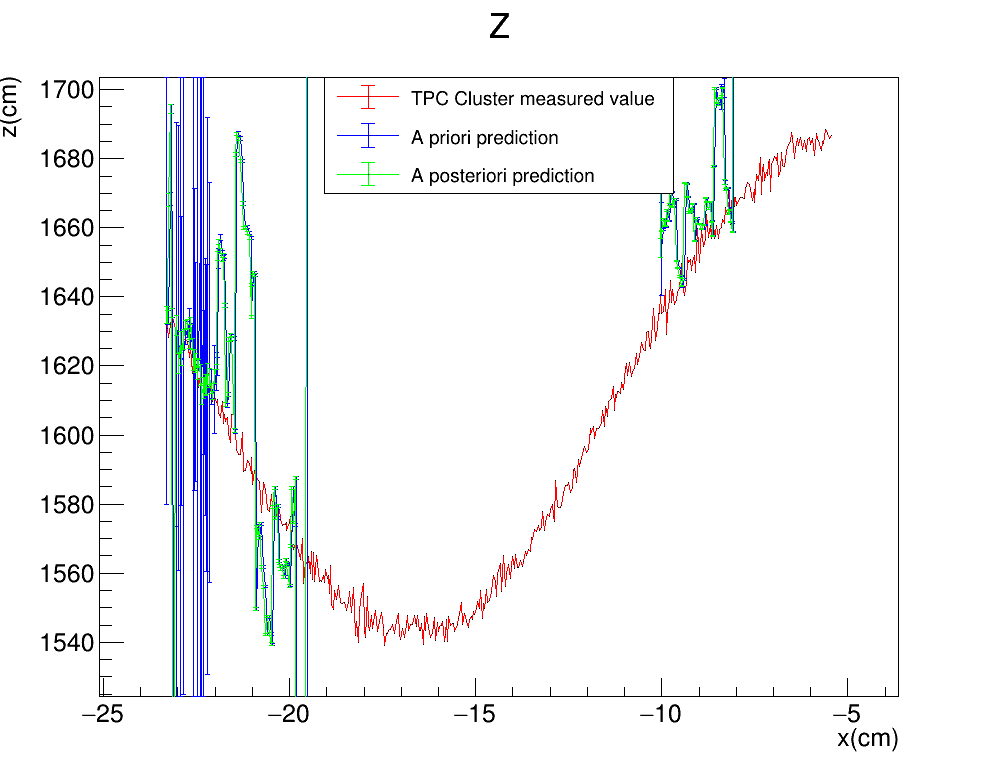 Z
z(cm)
1700
1680
1660
1640
1620
1600
1580
1560
1540
TPC Cluster measured value
A priori prediction
A posteriori prediction
−25 −20 −15 −10 −5
x(cm)